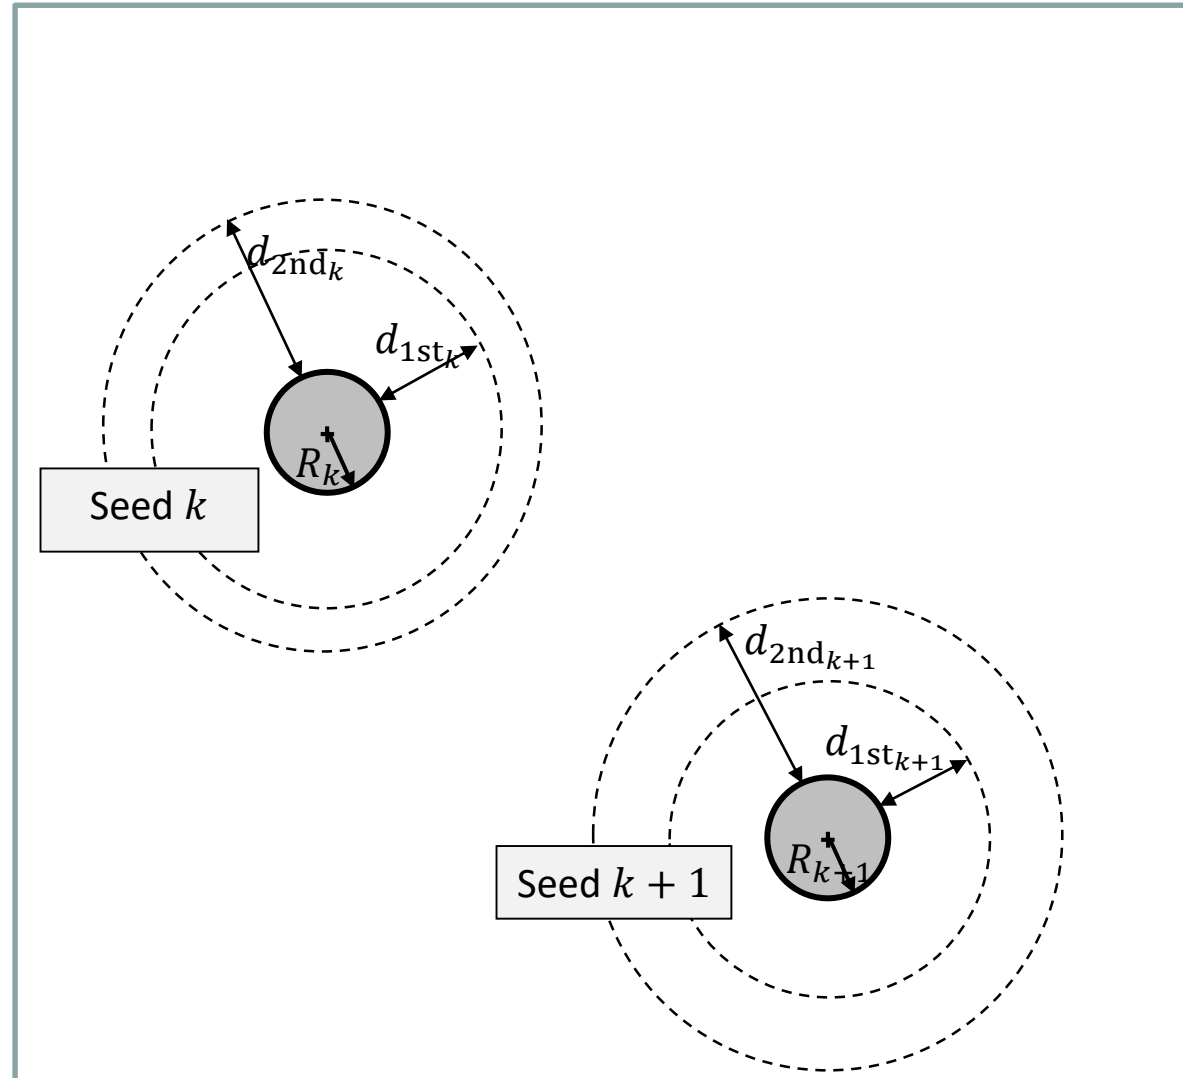 d_{2nd_k}
d_{1st_k}
R_k
Seed k
d_{2nd_{k+1}}
d_{1st_{k+1}}
R_{k+1}
Seed k + 1